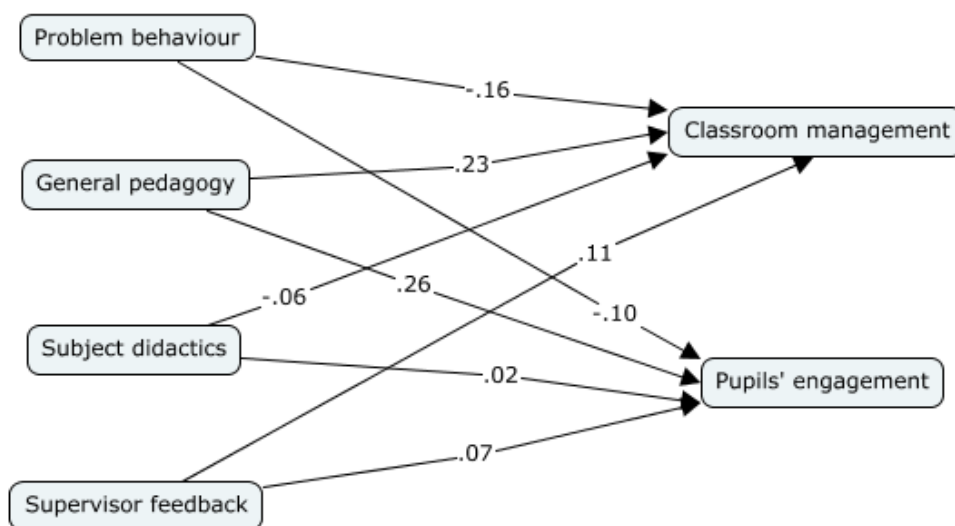 Problem behaviour
-.16
Classroom management
.23
General pedagogy
.11
.26
-.06
-.10
Subject didactics
.02
Pupils' engagement
.07
Supervisor feedback